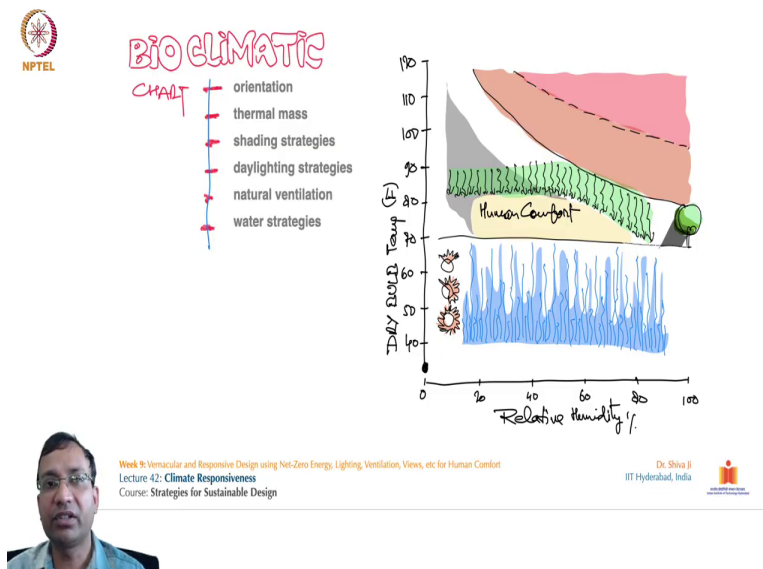 NPTEL
BIOCLIMATIC
CHART
orientation
thermal mass
shading strategies
daylighting strategies
natural ventilation
water strategies
DRY BULB Temp (F)
120
110
100
90
80
70
60
50
40
Human Comfort
0
20
40
60
80
100
Relative Humidity %
Week 9: Vernacular and Responsive Design using Net-Zero Energy, Lighting, Ventilation, Views, etc for Human Comfort
Lecture 42: Climate Responsiveness
Course: Strategies for Sustainable Design
Dr. Shiva Ji
IIT Hyderabad, India